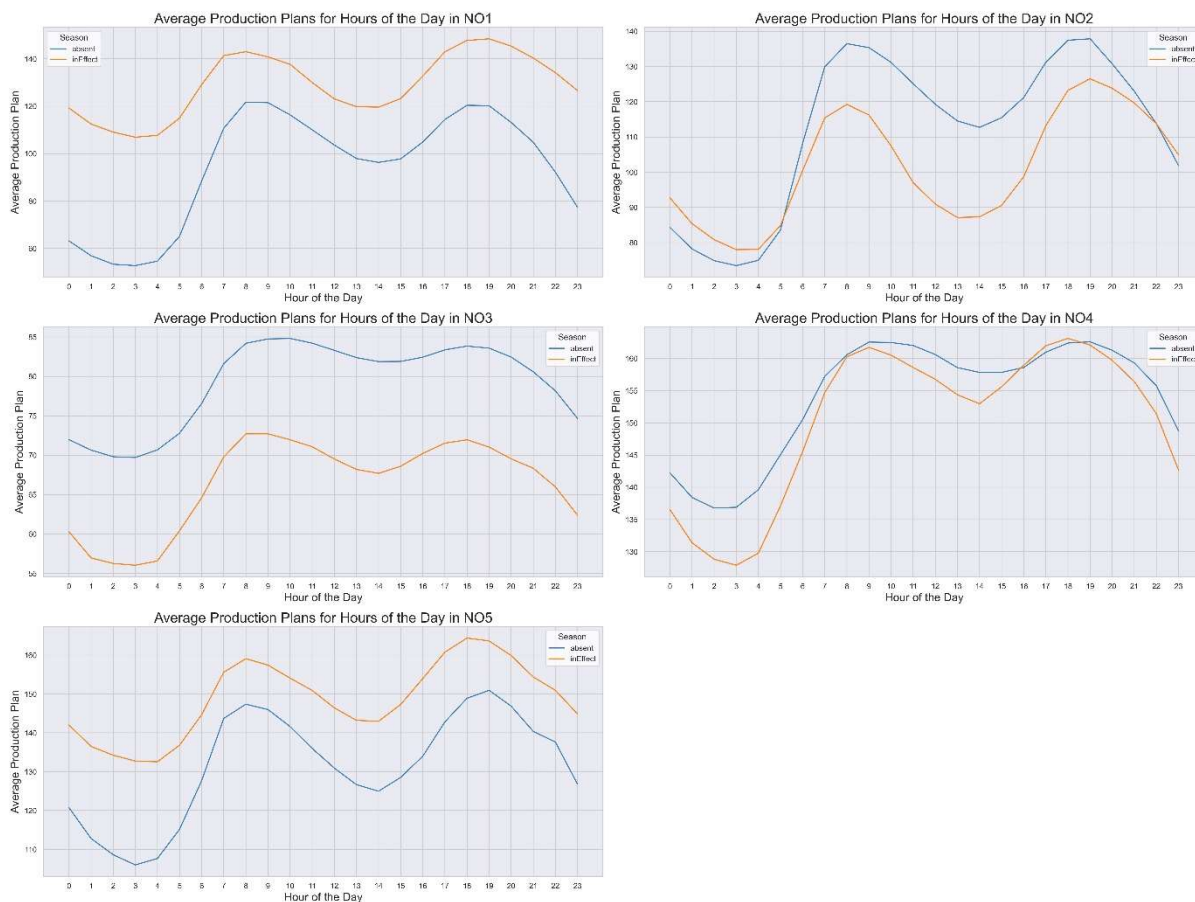 Average Production Plans for Hours of the Day in NO1
Season
absent
inEffect
Average Production Plan
140
120
100
80
60
0 1 2 3 4 5 6 7 8 9 10 11 12 13 14 15 16 17 18 19 20 21 22 23
Hour of the Day
Average Production Plans for Hours of the Day in NO2
Season
absent
inEffect
Average Production Plan
140
130
120
110
100
90
80
0 1 2 3 4 5 6 7 8 9 10 11 12 13 14 15 16 17 18 19 20 21 22 23
Hour of the Day
Average Production Plans for Hours of the Day in NO3
Season
absent
inEffect
Average Production Plan
85
80
75
70
65
60
55
0 1 2 3 4 5 6 7 8 9 10 11 12 13 14 15 16 17 18 19 20 21 22 23
Hour of the Day
Average Production Plans for Hours of the Day in NO4
Season
absent
inEffect
Average Production Plan
160
155
150
145
140
135
130
0 1 2 3 4 5 6 7 8 9 10 11 12 13 14 15 16 17 18 19 20 21 22 23
Hour of the Day
Average Production Plans for Hours of the Day in NO5
Season
absent
inEffect
Average Production Plan
160
150
140
130
120
110
0 1 2 3 4 5 6 7 8 9 10 11 12 13 14 15 16 17 18 19 20 21 22 23
Hour of the Day